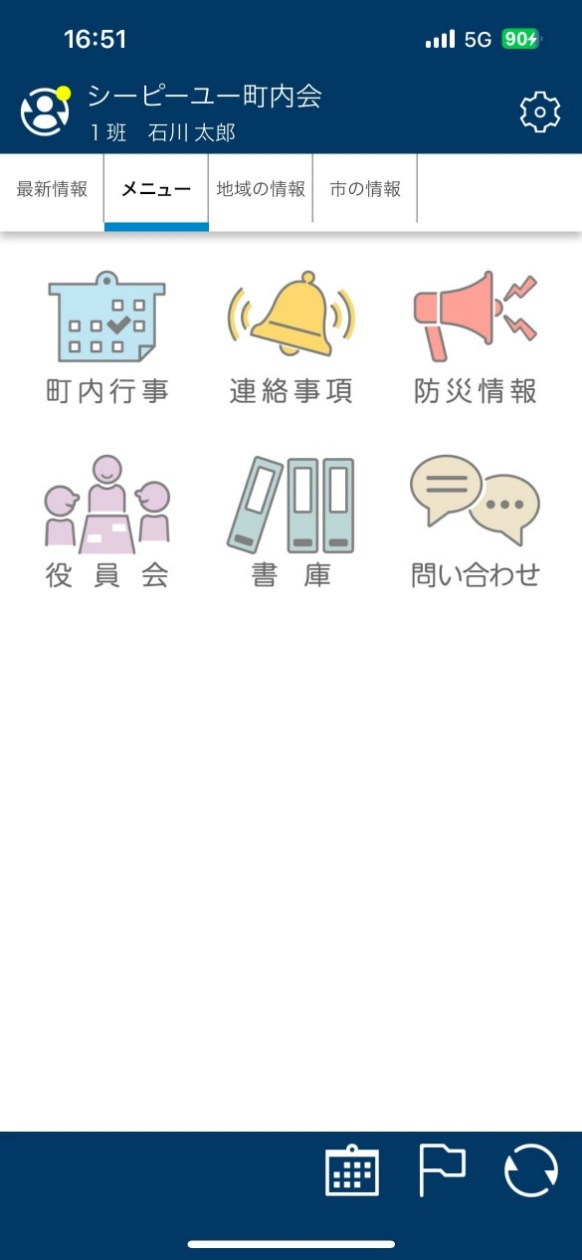 16:51 5G 90
シーピーユー町内会
1班 石川 太郎
最新情報 メニュー 地域の情報 市の情報
町内行事 連絡事項 防災情報
役員会 書庫 問い合わせ